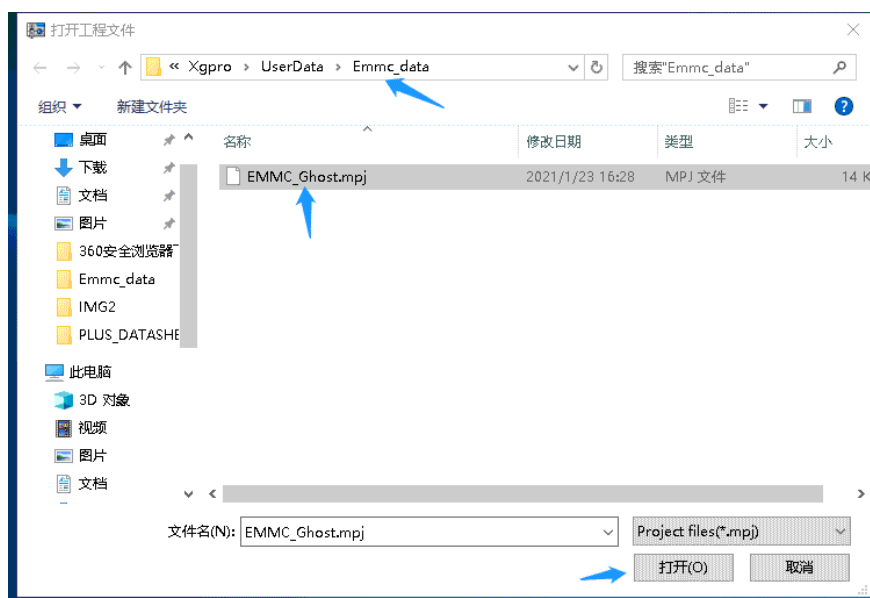 打开工程文件
« Xgpro › UserData › Emmc_data
搜索"Emmc_data"
组织 新建文件夹
名称 修改日期 类型 大小
EMMC_Ghost.mpj 2021/1/23 16:28 MPJ 文件 14 K
桌面
下载
文档
图片
360安全浏览器
Emmc_data
IMG2
PLUS_DATASHE
此电脑
3D 对象
视频
图片
文档
文件名(N): EMMC_Ghost.mpj Project files(*.mpj)
打开(O) 取消